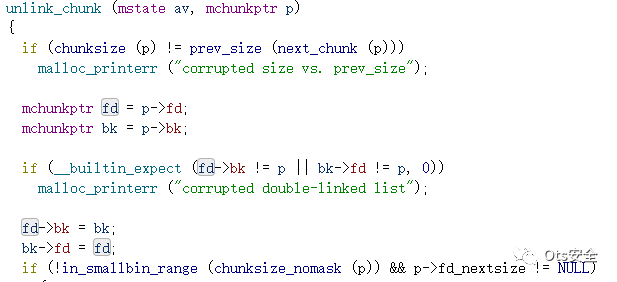 unlink_chunk (mstate av, mchunkptr p)
{
if (chunksize (p) != prev_size (next_chunk (p)))
malloc_printerr ("corrupted size vs. prev_size");
mchunkptr fd = p->fd;
mchunkptr bk = p->bk;
if (__builtin_expect (fd->bk != p || bk->fd != p, 0))
malloc_printerr ("corrupted double-linked list");
fd->bk = bk;
bk->fd = fd;
if (!in_smallbin_range (chunksize_nomask (p)) && p->fd_nextsize != NULL)
{
Ots安全